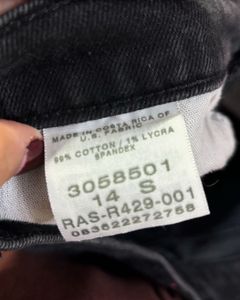 MADE IN COSTA RICA OF
U.S. FABRIC
99% COTTON / 1% LYCRA
SPANDEX
3058501
14 S
RAS-R429-001
083622272758